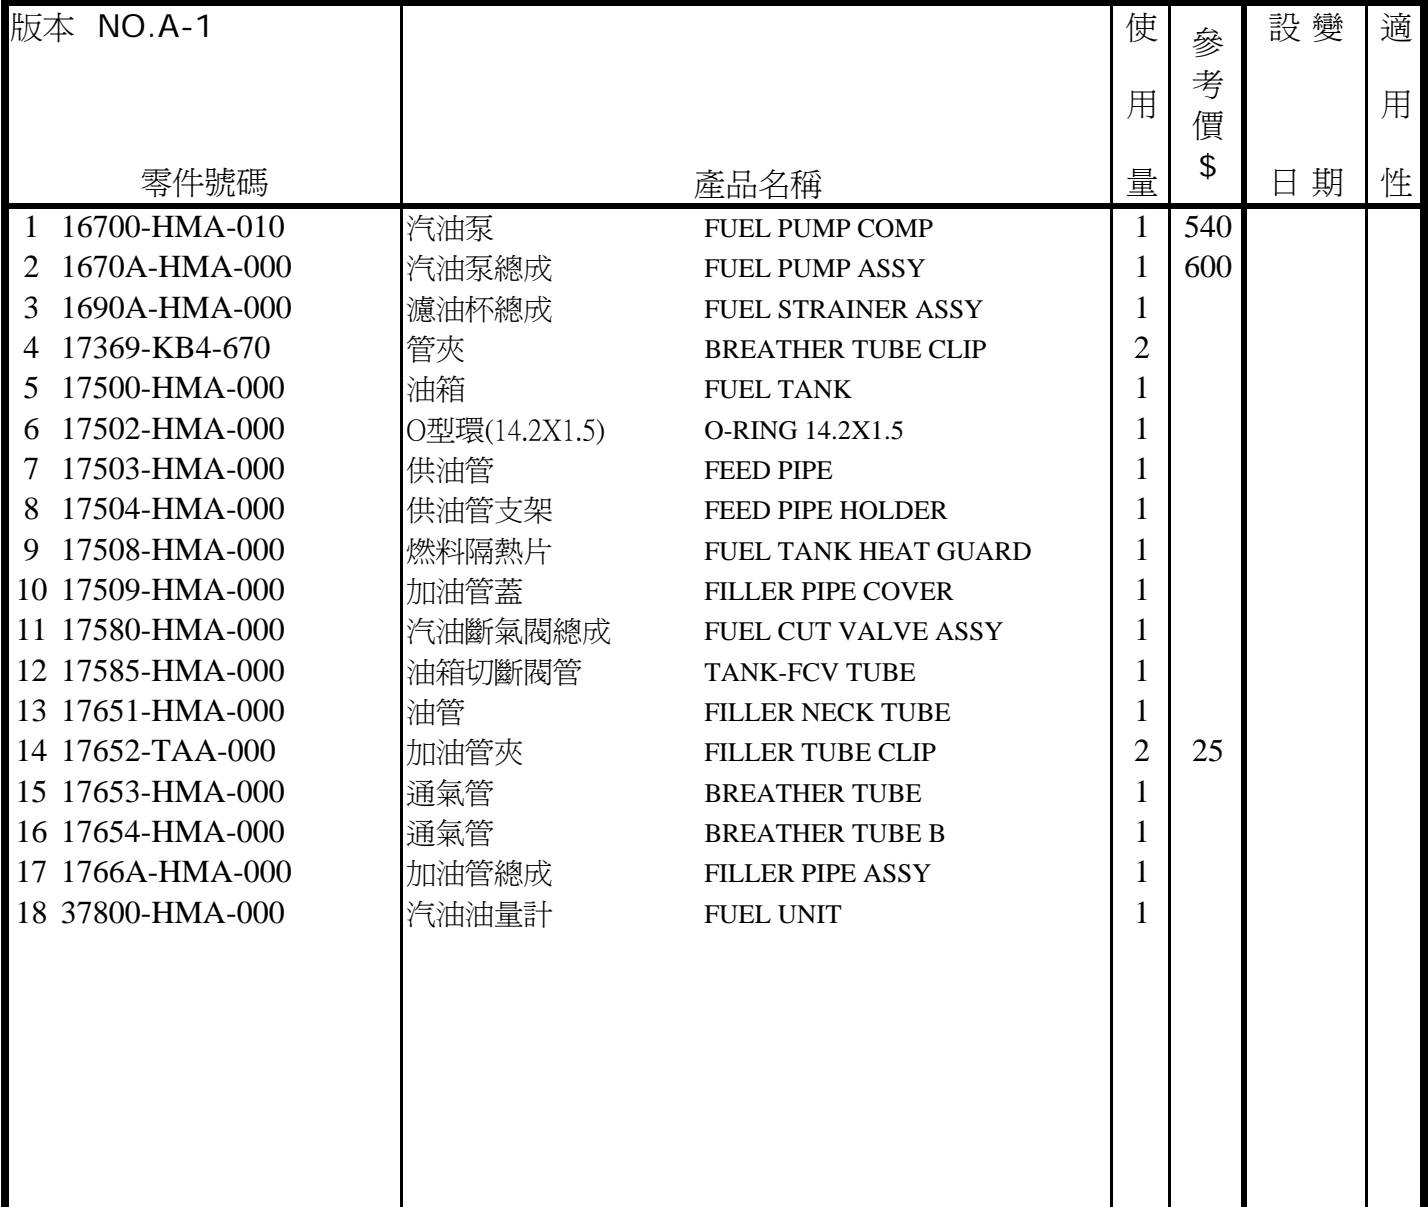 版本 NO.A-1
零件號碼 產品名稱 使用量 參考價$ 設變日期 適用性
1 16700-HMA-010 汽油泵 FUEL PUMP COMP 1 540
2 1670A-HMA-000 汽油泵總成 FUEL PUMP ASSY 1 600
3 1690A-HMA-000 濾油杯總成 FUEL STRAINER ASSY 1
4 17369-KB4-670 管夾 BREATHER TUBE CLIP 2
5 17500-HMA-000 油箱 FUEL TANK 1
6 17502-HMA-000 O型環(14.2X1.5) O-RING 14.2X1.5 1
7 17503-HMA-000 供油管 FEED PIPE 1
8 17504-HMA-000 供油管支架 FEED PIPE HOLDER 1
9 17508-HMA-000 燃料隔熱片 FUEL TANK HEAT GUARD 1
10 17509-HMA-000 加油管蓋 FILLER PIPE COVER 1
11 17580-HMA-000 汽油斷氣閥總成 FUEL CUT VALVE ASSY 1
12 17585-HMA-000 油箱切斷閥管 TANK-FCV TUBE 1
13 17651-HMA-000 油管 FILLER NECK TUBE 1
14 17652-TAA-000 加油管夾 FILLER TUBE CLIP 2 25
15 17653-HMA-000 通氣管 BREATHER TUBE 1
16 17654-HMA-000 通氣管 BREATHER TUBE B 1
17 1766A-HMA-000 加油管總成 FILLER PIPE ASSY 1
18 37800-HMA-000 汽油油量計 FUEL UNIT 1